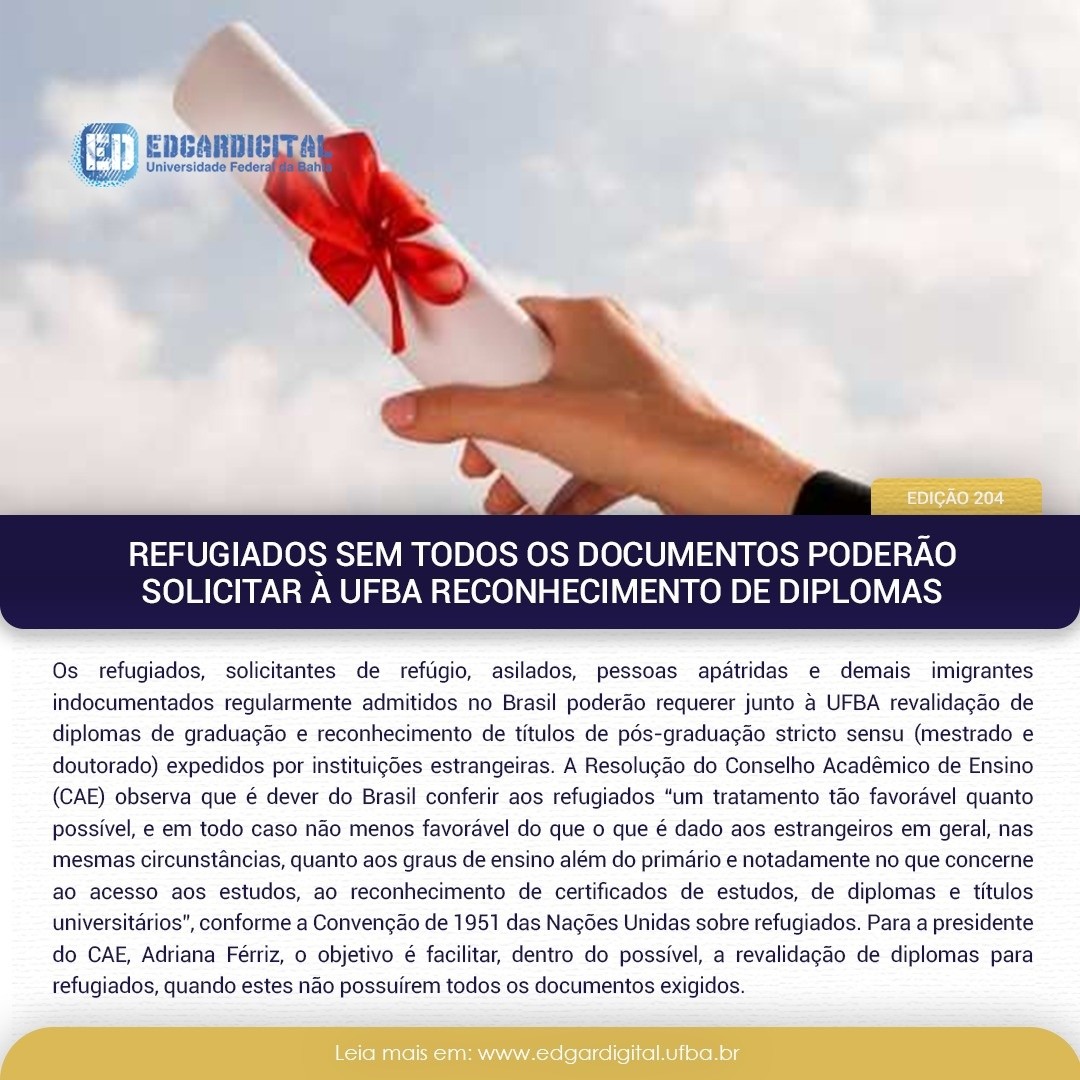 ED EDGARDIGITAL
Universidade Federal da Bahia
EDIÇÃO 204
REFUGIADOS SEM TODOS OS DOCUMENTOS PODERÃO
SOLICITAR À UFBA RECONHECIMENTO DE DIPLOMAS
Os refugiados, solicitantes de refúgio, asilados, pessoas apátridas e demais imigrantes
indocumentados regularmente admitidos no Brasil poderão requerer junto à UFBA revalidação de
diplomas de graduação e reconhecimento de títulos de pós-graduação stricto sensu (mestrado e
doutorado) expedidos por instituições estrangeiras. A Resolução do Conselho Acadêmico de Ensino
(CAE) observa que é dever do Brasil conferir aos refugiados “um tratamento tão favorável quanto
possível, e em todo caso não menos favorável do que o que é dado aos estrangeiros em geral, nas
mesmas circunstâncias, quanto aos graus de ensino além do primário e notadamente no que concerne
ao acesso aos estudos, ao reconhecimento de certificados de estudos, de diplomas e títulos
universitários”, conforme a Convenção de 1951 das Nações Unidas sobre refugiados. Para a presidente
do CAE, Adriana Férriz, o objetivo é facilitar, dentro do possível, a revalidação de diplomas para
refugiados, quando estes não possuírem todos os documentos exigidos.
Leia mais em: www.edgardigital.ufba.br